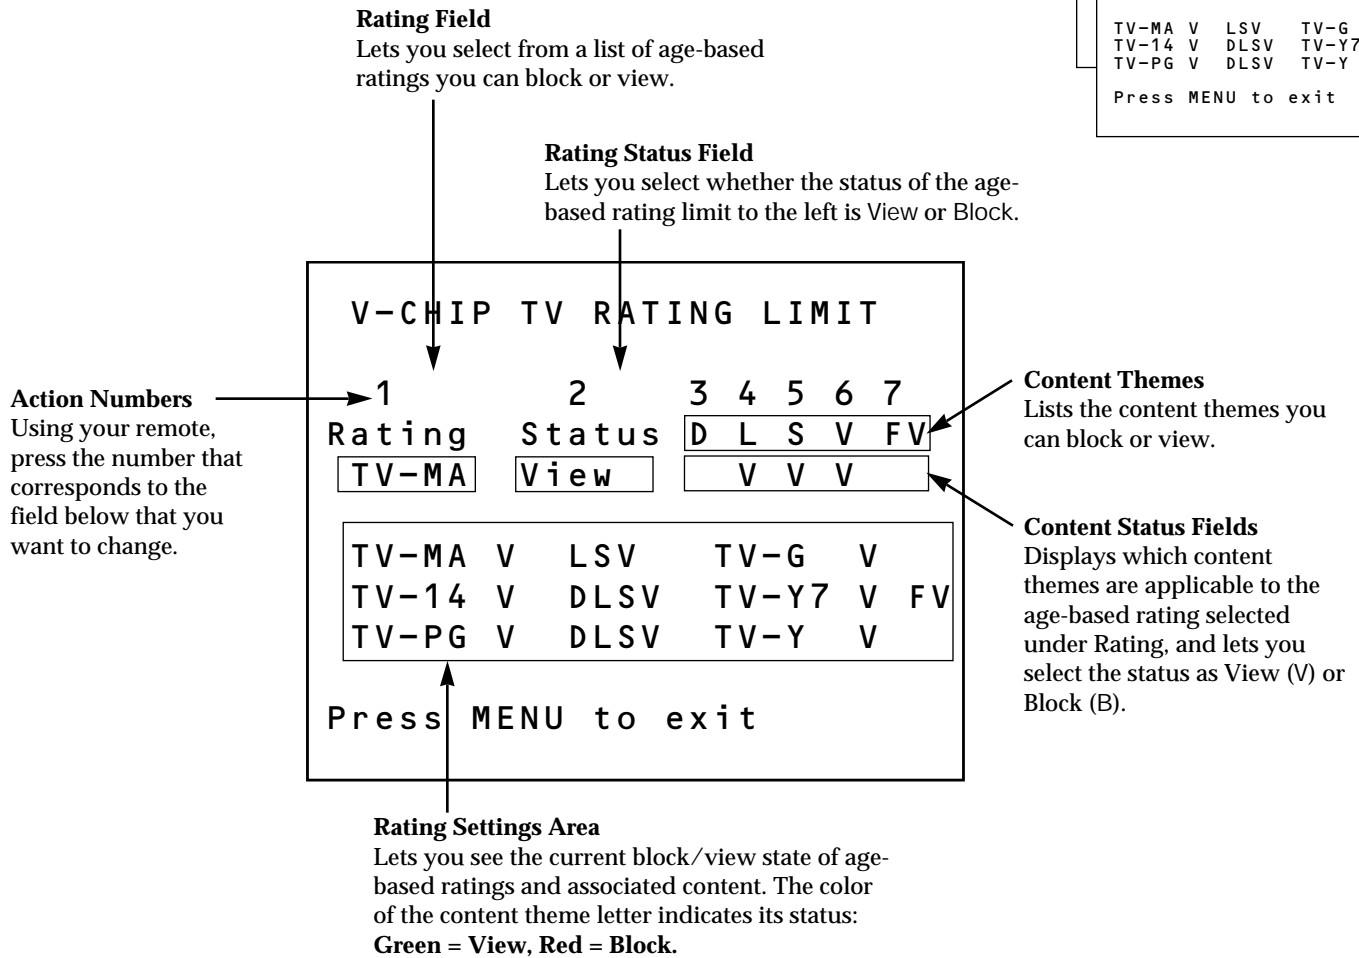 Rating Field
Lets you select from a list of age-based
ratings you can block or view.
TV-MA V LSV TV-G
TV-14 V DLSV TV-Y7
TV-PG V DLSV TV-Y
Press MENU to exit
Rating Status Field
Lets you select whether the status of the age-
based rating limit to the left is View or Block.
V-CHIP TV RATING LIMIT
1 2 3 4 5 6 7
Rating Status D L S V FV
TV-MA View V V V
TV-MA V LSV TV-G V
TV-14 V DLSV TV-Y7 V FV
TV-PG V DLSV TV-Y V
Press MENU to exit
Action Numbers
Using your remote,
press the number that
corresponds to the
field below that you
want to change.
Content Themes
Lists the content themes you
can block or view.
Content Status Fields
Displays which content
themes are applicable to the
age-based rating selected
under Rating, and lets you
select the status as View (V) or
Block (B).
Rating Settings Area
Lets you see the current block/view state of age-
based ratings and associated content. The color
of the content theme letter indicates its status:
Green = View, Red = Block.